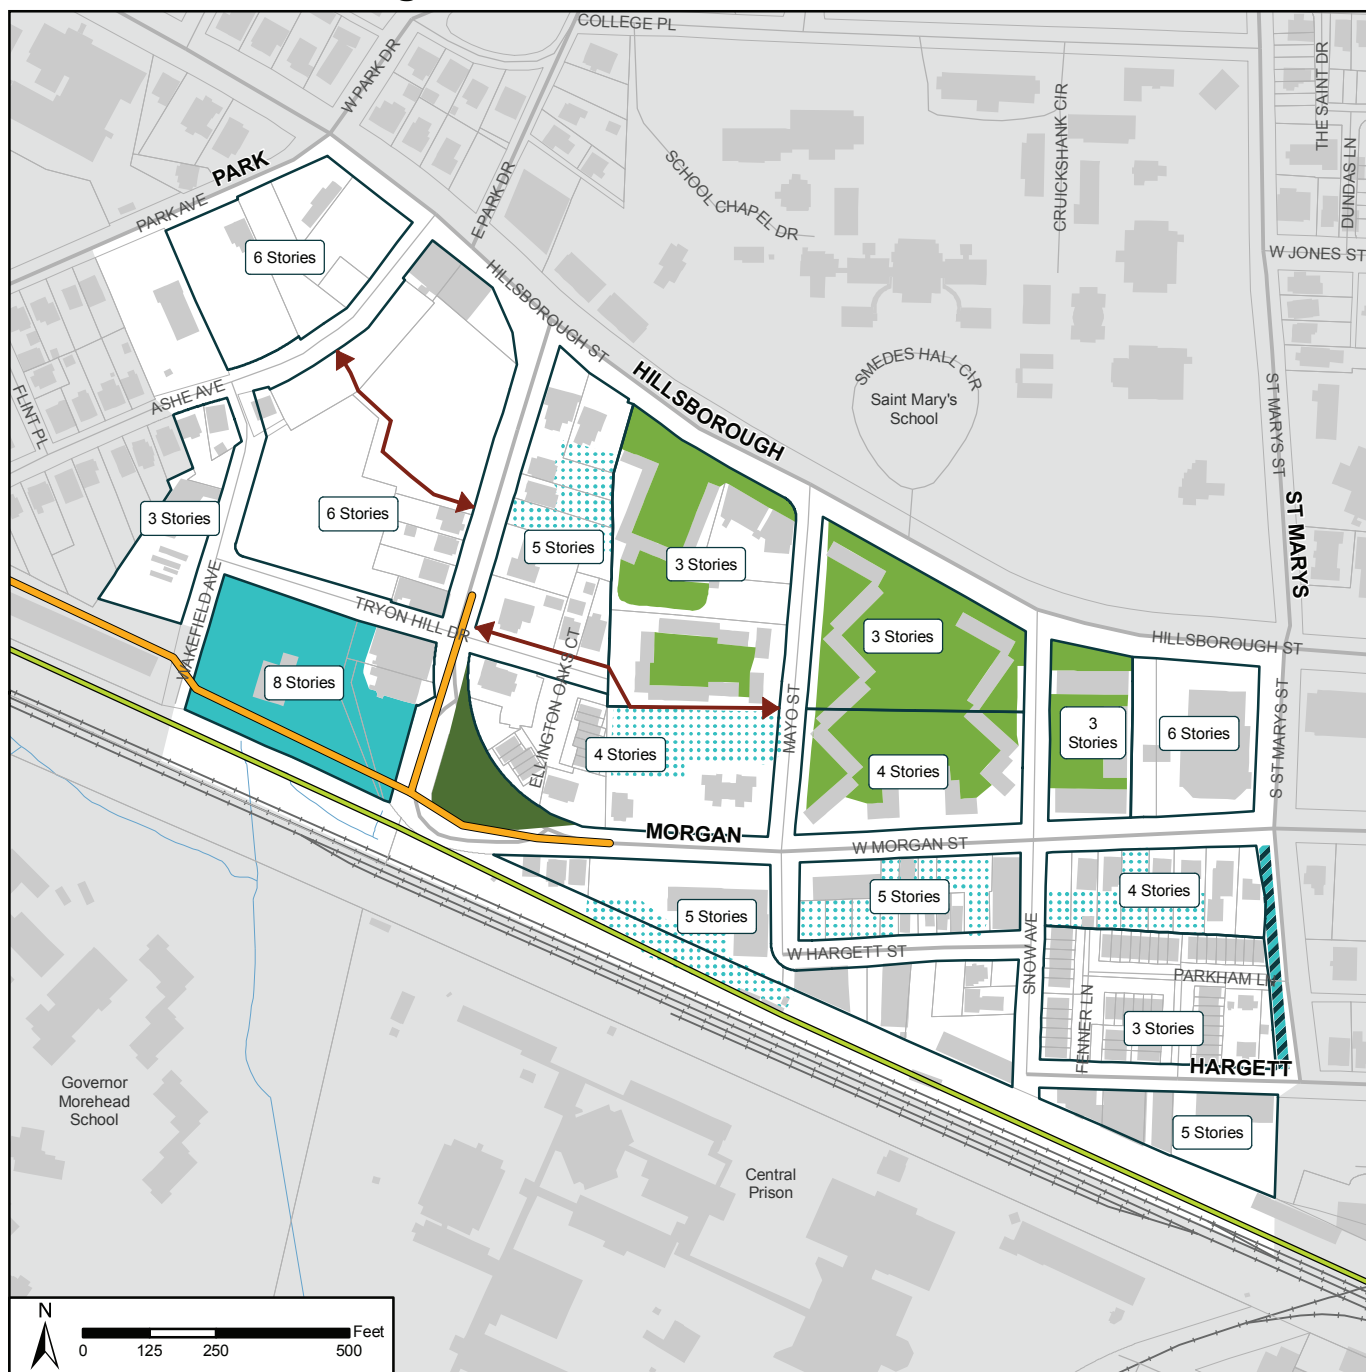 COLLEGE PL
W PARK DR
THE SAINT DR
DUNDAS LN
CRUICKSHANK CIR
PARK
PARK AVE
E PARK DR
SCHOOL CHAPEL DR
W JONES ST
6 Stories
HILLSBOROUGH ST
HILLSBOROUGH
SMEDES HALL CIR
Saint Mary's
School
ST MARYS ST
ST MARYS
FLINT PL
ASHE AVE
3 Stories
6 Stories
5 Stories
3 Stories
WAKEFIELD AVE
TRYON HILL DR
ELLINGTON OAKS CT
3 Stories
HILLSBOROUGH ST
8 Stories
MAYO ST
4 Stories
4 Stories
3
Stories
6 Stories
S ST MARYS ST
MORGAN
W MORGAN ST
5 Stories
5 Stories
4 Stories
W HARGETT ST
SNOW AVE
PARKHAM LN
FENNER LN
3 Stories
HARGETT
5 Stories
Governor
Morehead
School
Central
Prison
N
Feet
0 125 250 500